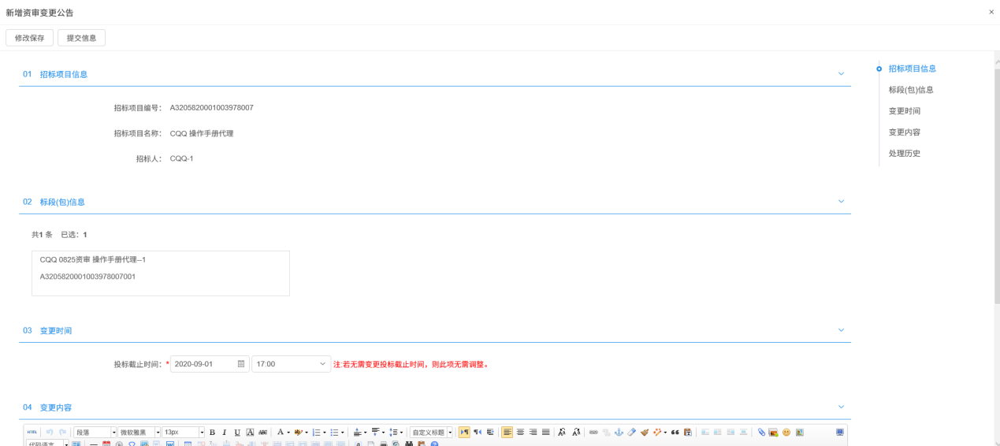 新增资审变更公告 ×
修改保存 提交信息
01 招标项目信息
招标项目编号： A3205820001003978007
招标项目名称： CQQ 操作手册代理
招标人： CQQ-1
02 标段(包)信息
共1 条 已选：1
CQQ 0825资审 操作手册代理--1
A3205820001003978007001
03 变更时间
投标截止时间：* 2020-09-01 17:00 注:若无需变更投标截止时间，则此项无需调整。
04 变更内容
HTML 段落 微软雅黑 13px B I U A ABC A 自定义标题
代码语言
招标项目信息
标段(包)信息
变更时间
变更内容
处理历史